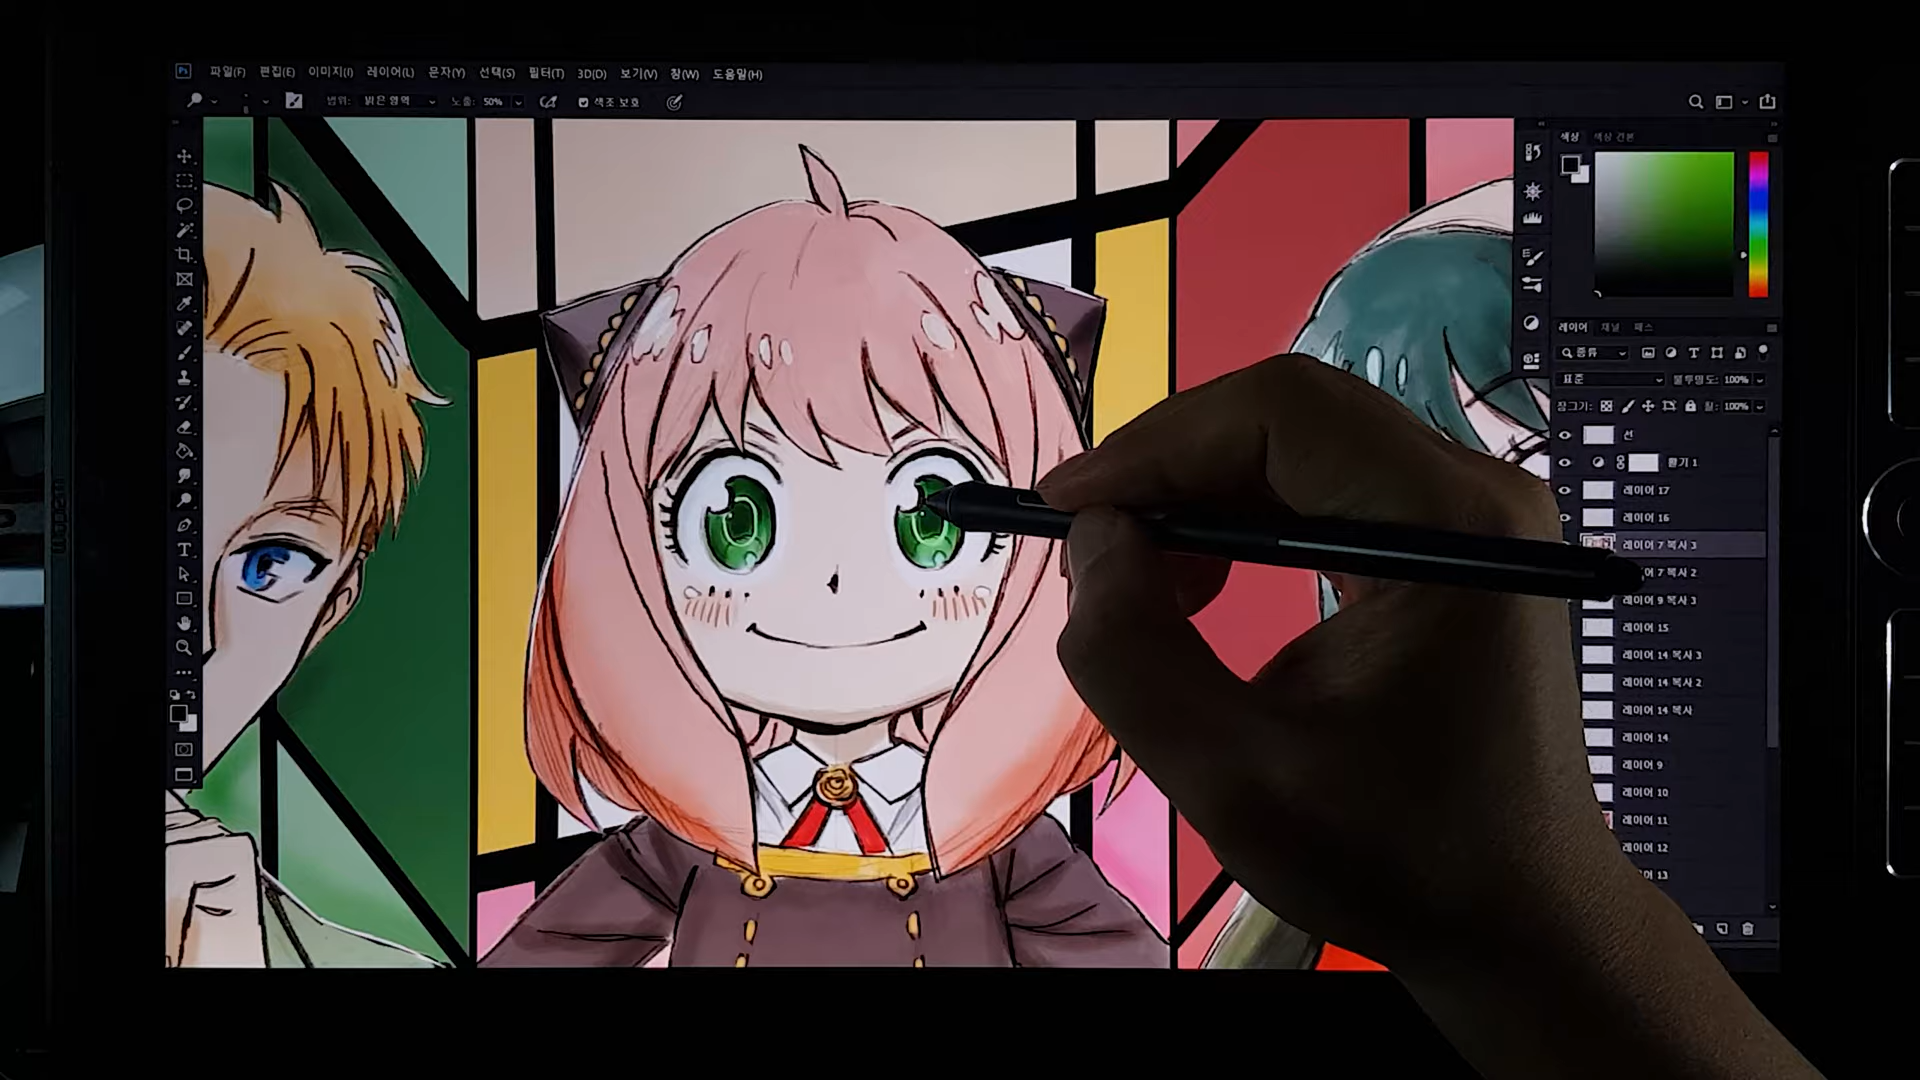 Ps 파일(F) 편집(E) 이미지(I) 레이어(L) 문자(Y) 선택(S) 필터(T) 3D(D) 보기(V) 창(W) 도움말(H)
8 범위: 밝은 영역 노출: 50% 색조 보호
색상 색상 견본
레이어 채널 패스
종류
표준 불투명도: 100%
잠그기: 칠: 100%
선
활기 1
레이어 17
레이어 16
레이어 7 복사 3
어 7 복사 2
레이어 9 복사 3
레이어 15
레이어 14 복사 3
레이어 14 복사 2
레이어 14 복사
레이어 14
레이어 9
레이어 10
레이어 11
레이어 12
어 13
wacom